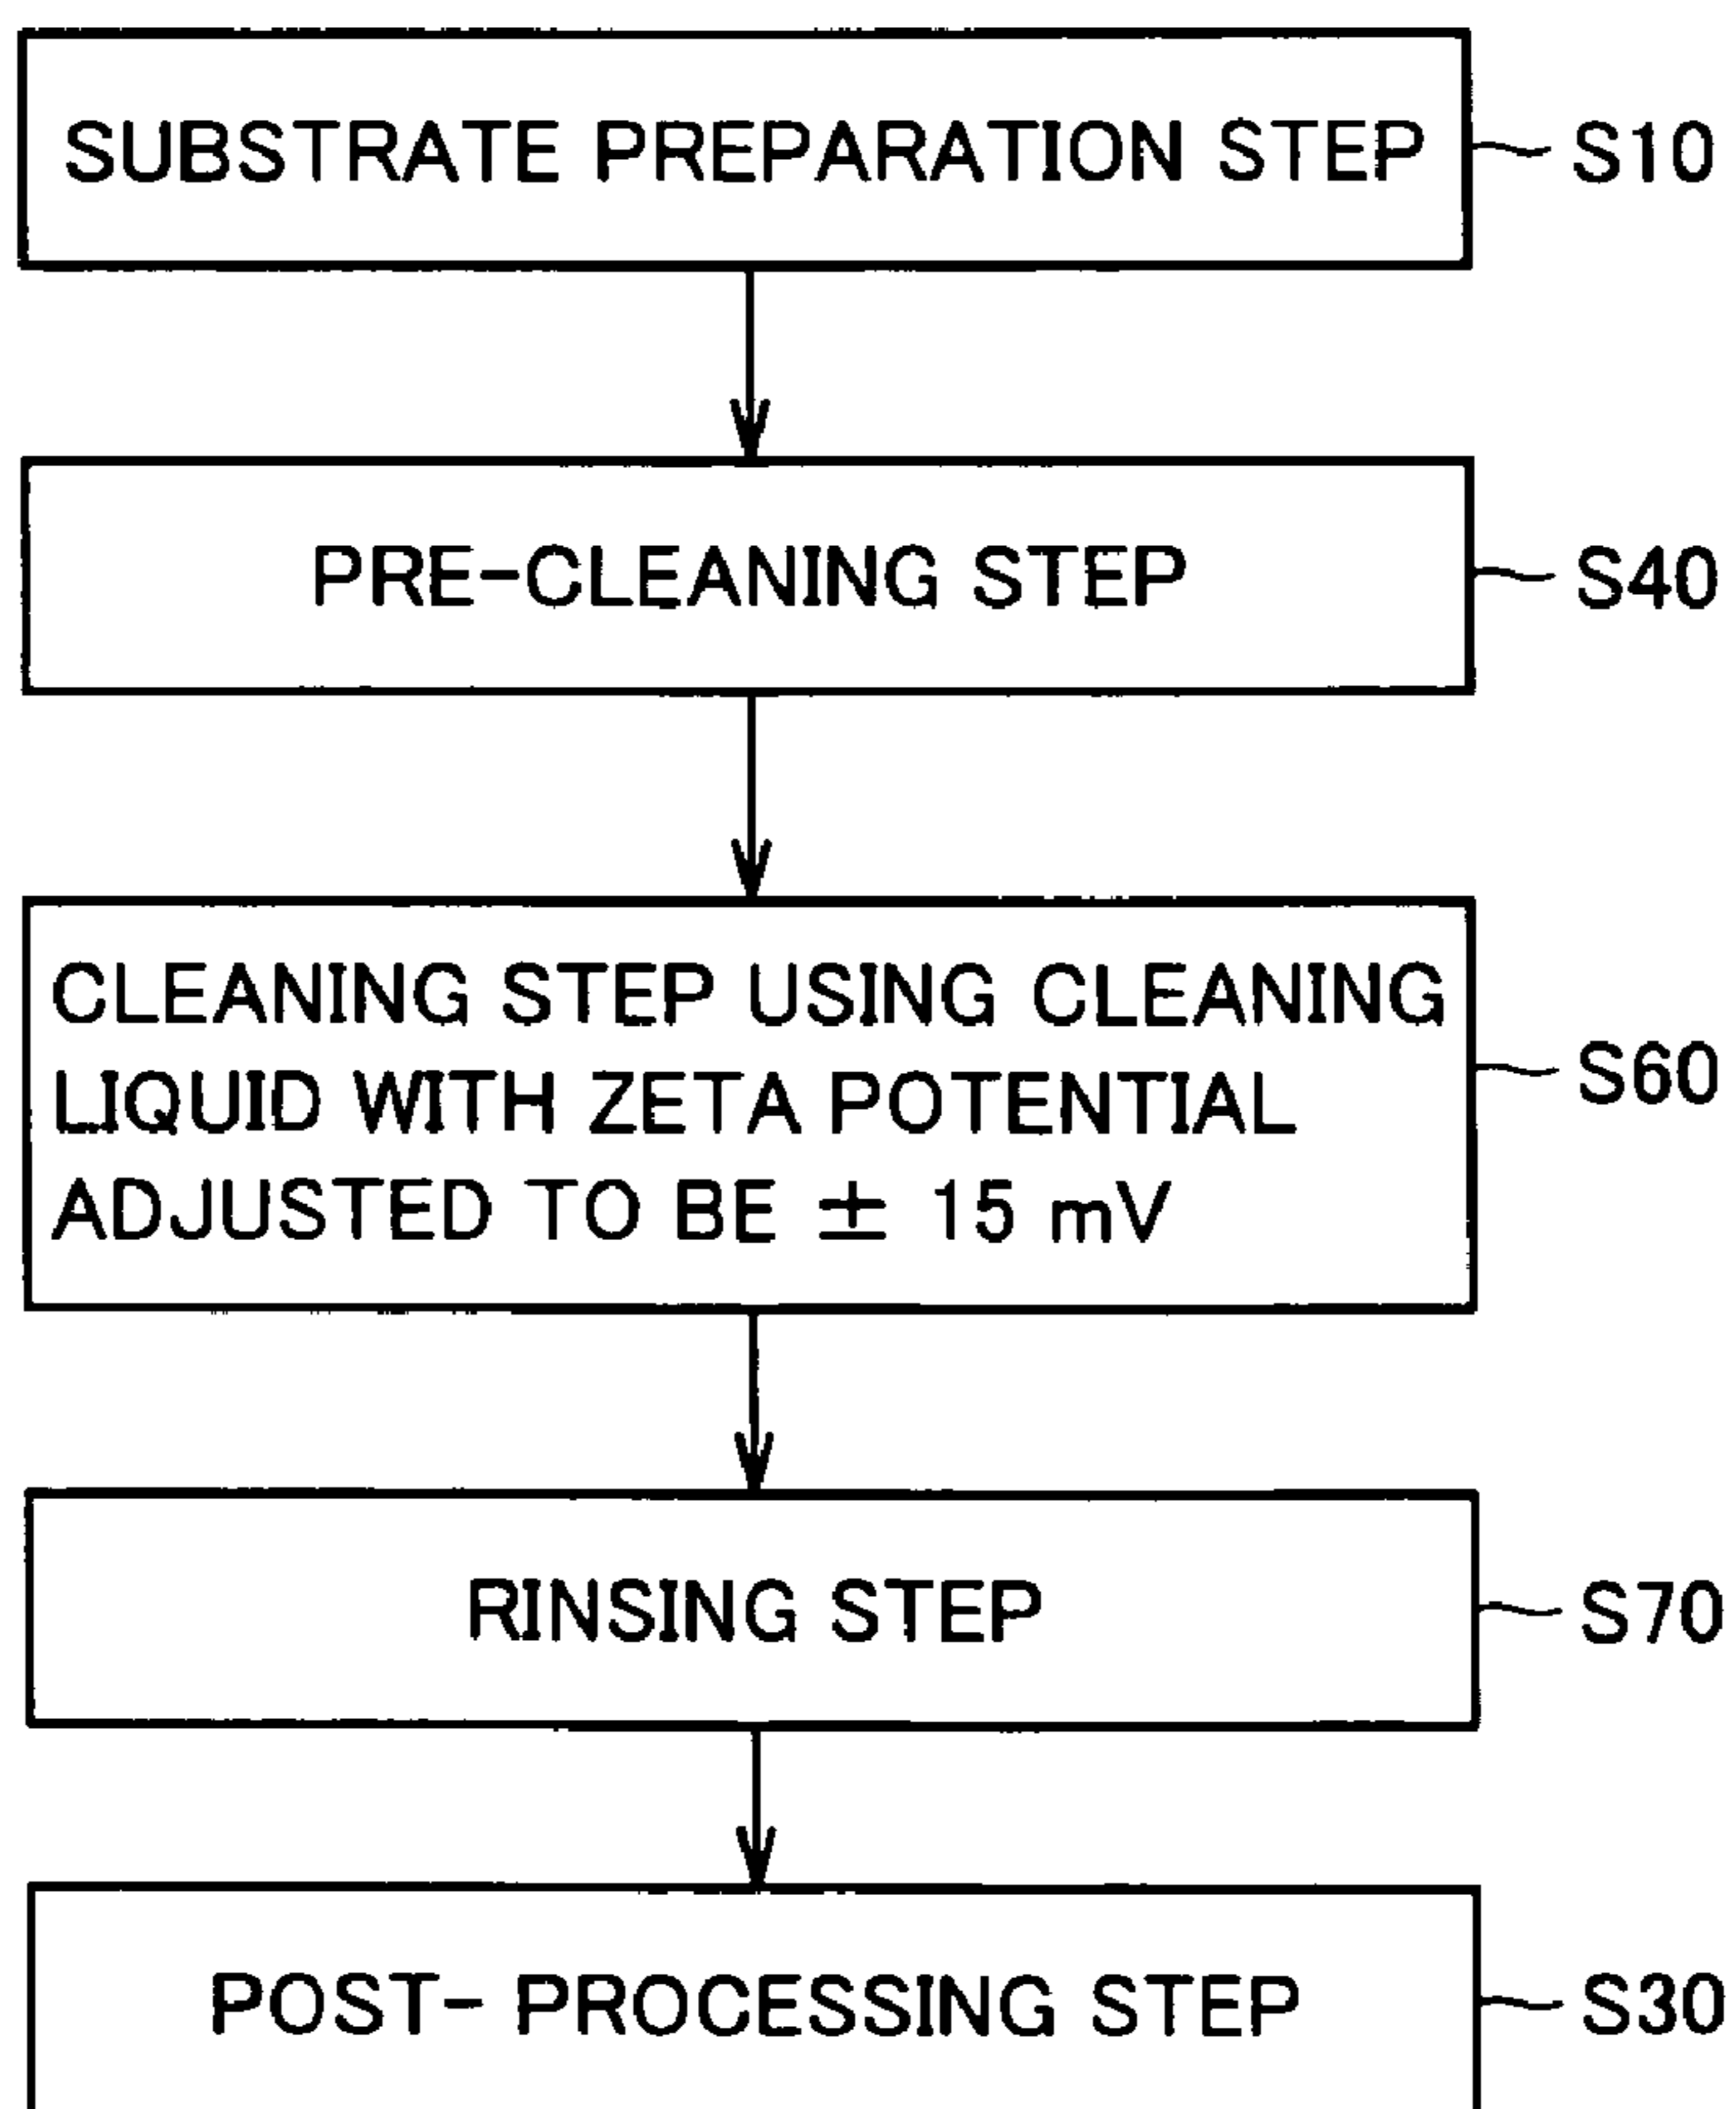 SUBSTRATE PREPARATION STEP S10
PRE-CLEANING STEP S40
CLEANING STEP USING CLEANING
LIQUID WITH ZETA POTENTIAL S60
ADJUSTED TO BE ± 15 mV
RINSING STEP S70
POST- PROCESSING STEP S30